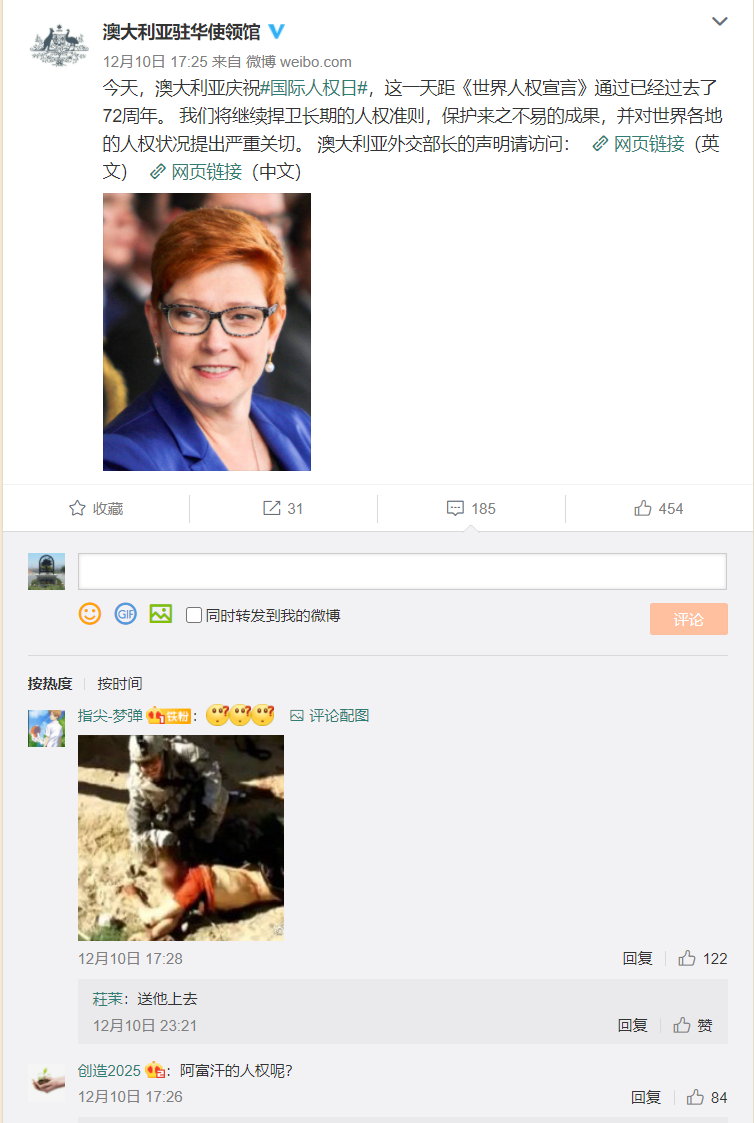 澳大利亚驻华使领馆
12月10日 17:25 来自 微博 weibo.com
今天，澳大利亚庆祝#国际人权日#，这一天距《世界人权宣言》通过已经过去了
72周年。 我们将继续捍卫长期的人权准则，保护来之不易的成果，并对世界各地
的人权状况提出严重关切。 澳大利亚外交部长的声明请访问： 网页链接（英
文） 网页链接（中文）
收藏 31 185 454
GIF 同时转发到我的微博 评论
按热度 按时间
指尖-梦弹 铁粉： 评论配图
12月10日 17:28 回复 122
荭茉：送他上去
12月10日 23:21 回复 赞
创造2025：阿富汗的人权呢？
12月10日 17:26 回复 84